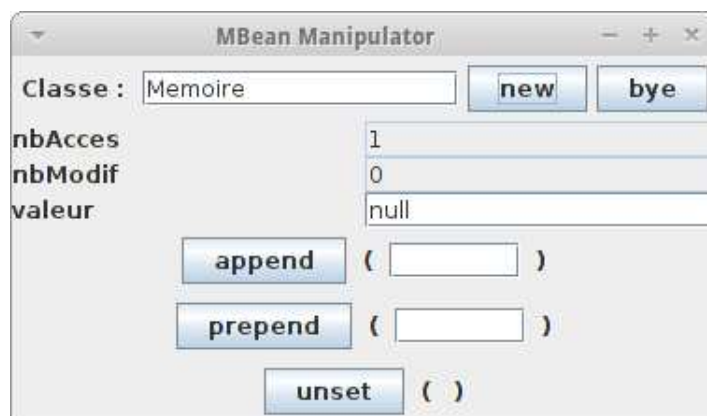 MBean Manipulator
Classe : Memoire new bye
nbAcces 1
nbModif 0
valeur null
append ( )
prepend ( )
unset ( )